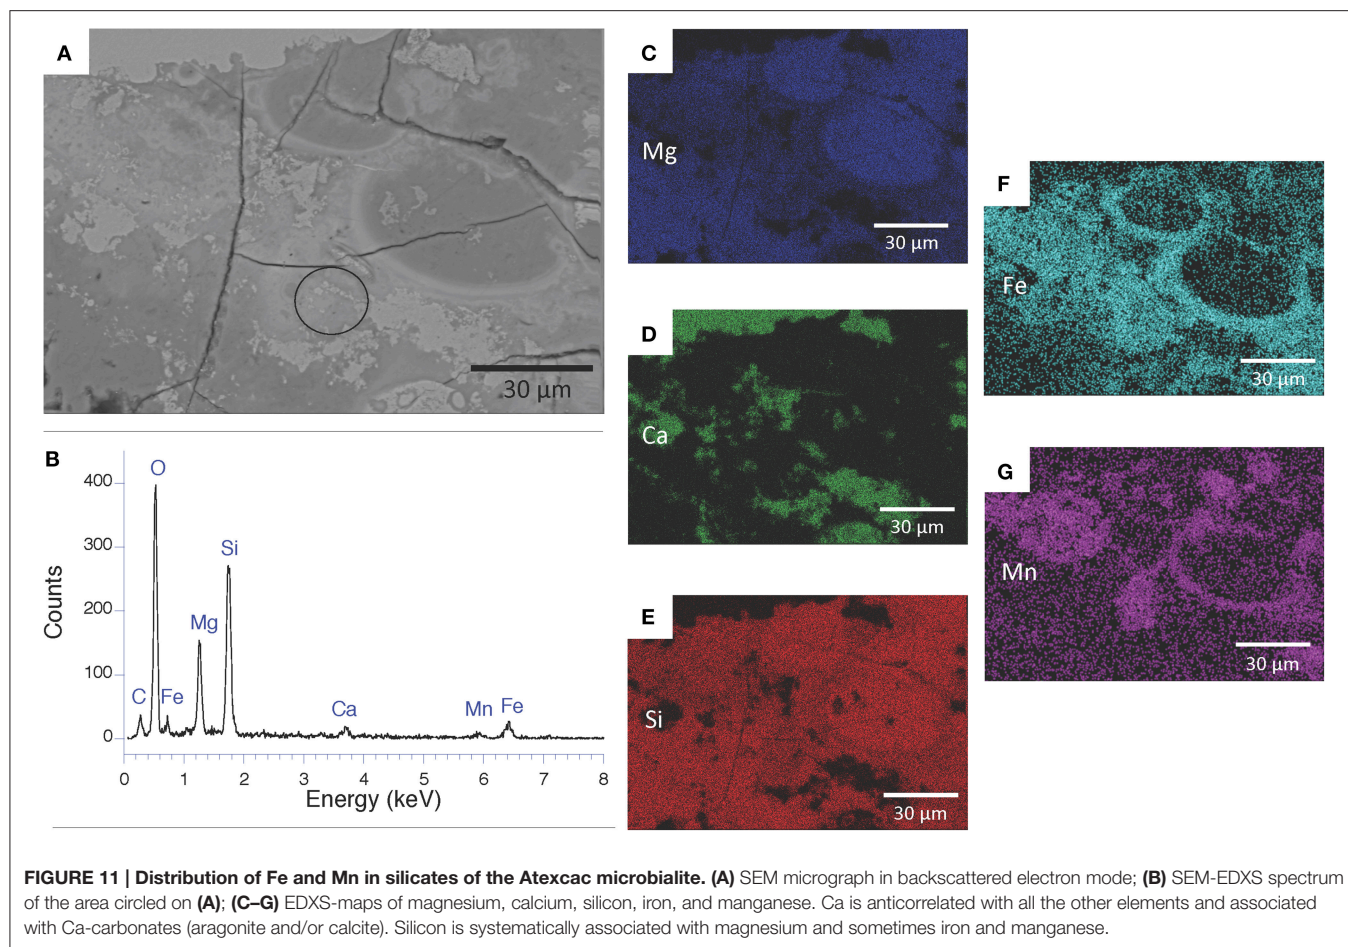 A
30 µm
B
O
Si
Mg
C
Fe
Ca
Mn
Fe
400
300
200
100
0
Counts
0 1 2 3 4 5 6 7 8
Energy (keV)
C
Mg
30 µm
D
Ca
30 µm
E
Si
30 µm
F
Fe
30 µm
G
Mn
30 µm
FIGURE 11 | Distribution of Fe and Mn in silicates of the Atexcac microbialite. (A) SEM micrograph in backscattered electron mode; (B) SEM-EDXS spectrum
of the area circled on (A); (C–G) EDXS-maps of magnesium, calcium, silicon, iron, and manganese. Ca is anticorrelated with all the other elements and associated
with Ca-carbonates (aragonite and/or calcite). Silicon is systematically associated with magnesium and sometimes iron and manganese.